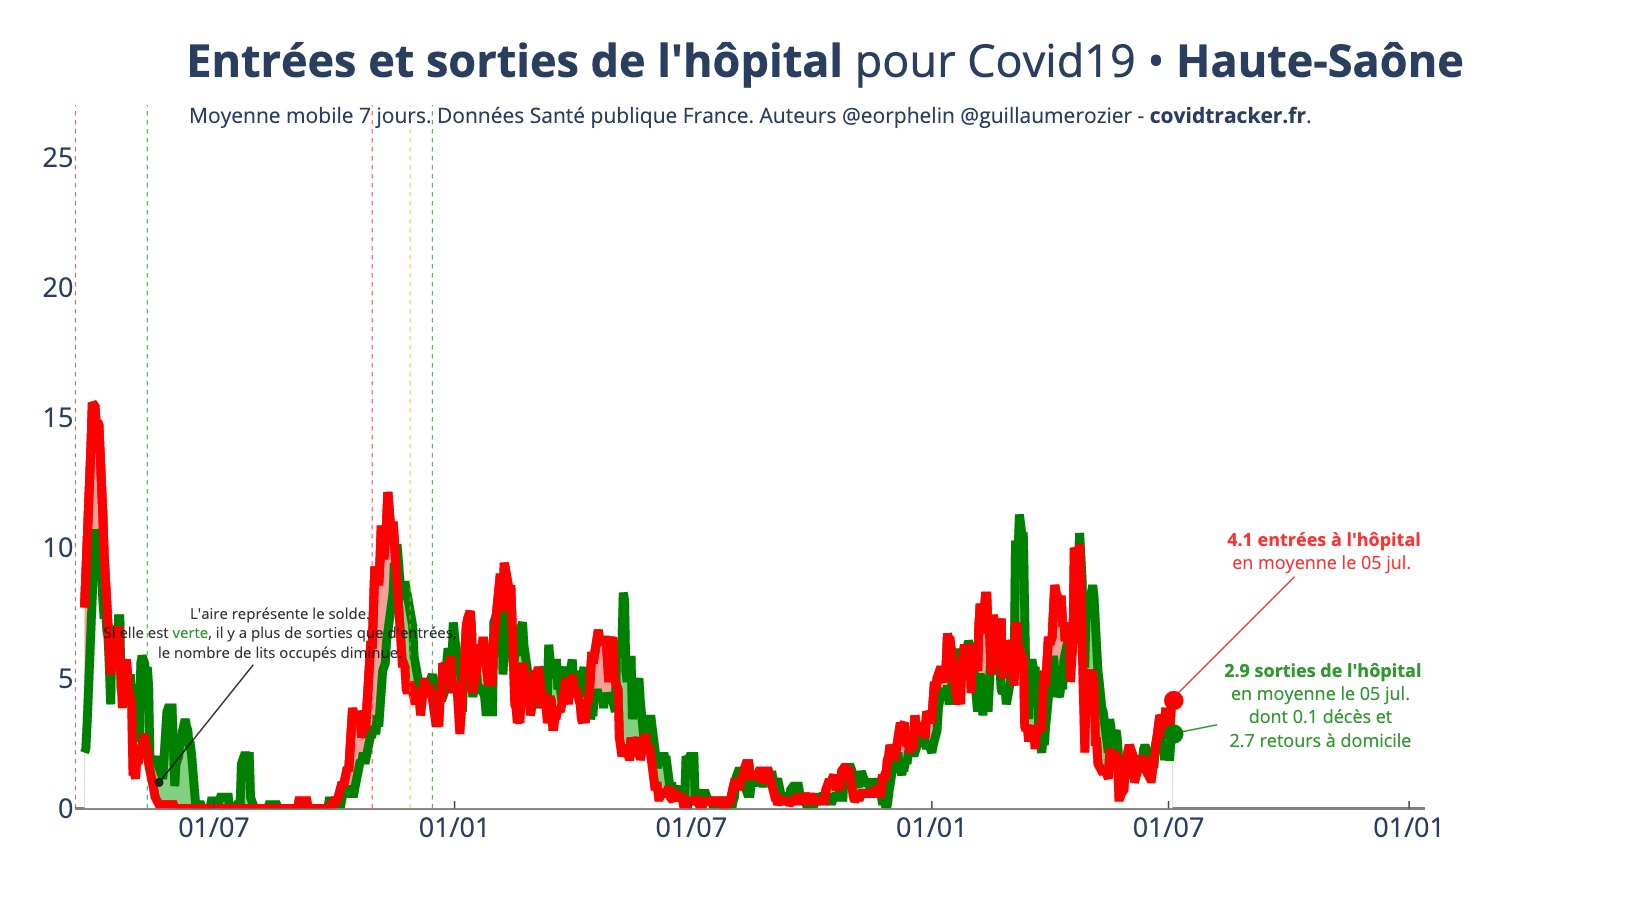 Entrées et sorties de l'hôpital pour Covid19 • Haute-Saône
Moyenne mobile 7 jours. Données Santé publique France. Auteurs @eorphelin @guillaumerozier - covidtracker.fr.
25
20
15
10
5
0
L'aire représente le solde.
Si elle est verte, il y a plus de sorties que d'entrées,
le nombre de lits occupés diminue.
4.1 entrées à l'hôpital
en moyenne le 05 jul.
2.9 sorties de l'hôpital
en moyenne le 05 jul.
dont 0.1 décès et
2.7 retours à domicile
01/07 01/01 01/07 01/01 01/07 01/01